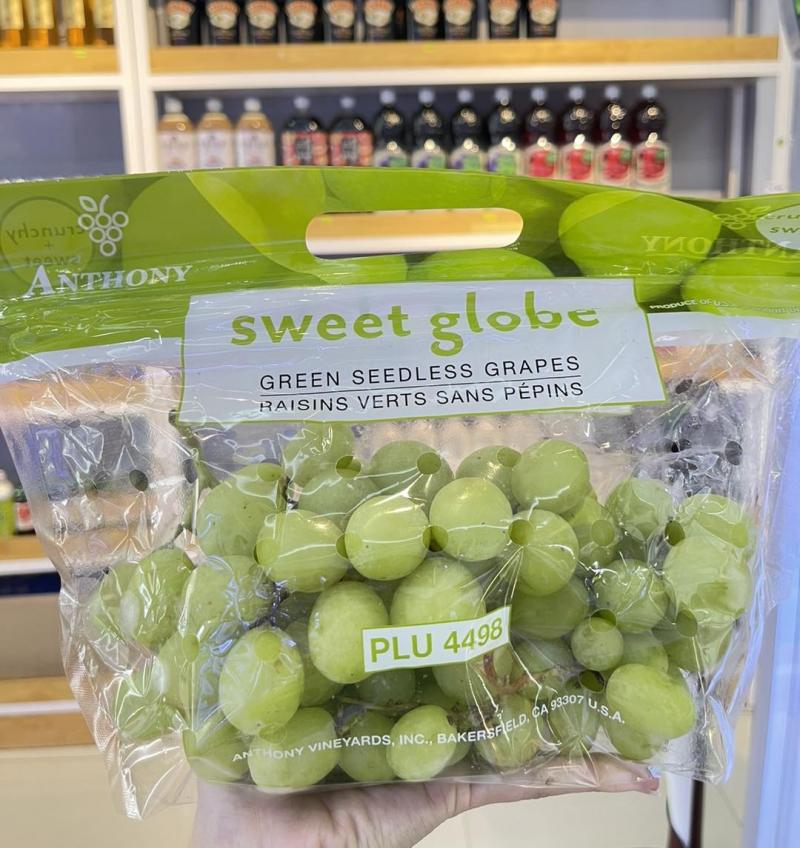 crunchy
+
sweet
ANTHONY
ANTHONY
PRODUCE OF U.S.A.
sweet globe
GREEN SEEDLESS GRAPES
RAISINS VERTS SANS PÉPINS
PLU 4498
ANTHONY VINEYARDS, INC., BAKERSFIELD, CA 93307 U.S.A.